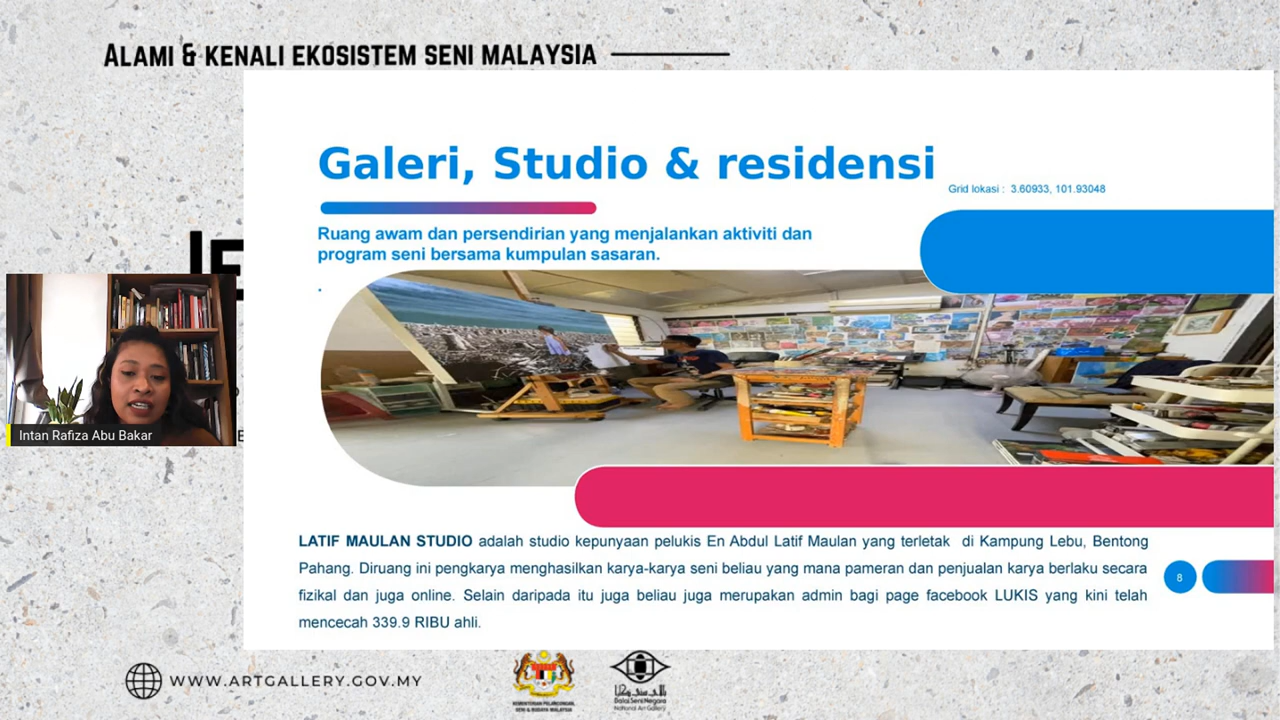 ALAMI & KENALI EKOSISTEM SENI MALAYSIA
Galeri, Studio & residensi
Grid lokasi : 3.60933, 101.93048
Ruang awam dan persendirian yang menjalankan aktiviti dan
program seni bersama kumpulan sasaran.
.
Intan Rafiza Abu Bakar
LATIF MAULAN STUDIO adalah studio kepunyaan pelukis En Abdul Latif Maulan yang terletak di Kampung Lebu, Bentong
Pahang. Diruang ini pengkarya menghasilkan karya-karya seni beliau yang mana pameran dan penjualan karya berlaku secara
fizikal dan juga online. Selain daripada itu juga beliau juga merupakan admin bagi page facebook LUKIS yang kini telah
mencecah 339.9 RIBU ahli.
8
WWW.ARTGALLERY.GOV.MY
KEMENTERIAN PELANCONGAN,
SENI & BUDAYA MALAYSIA
Balai Seni Negara
National Art Gallery